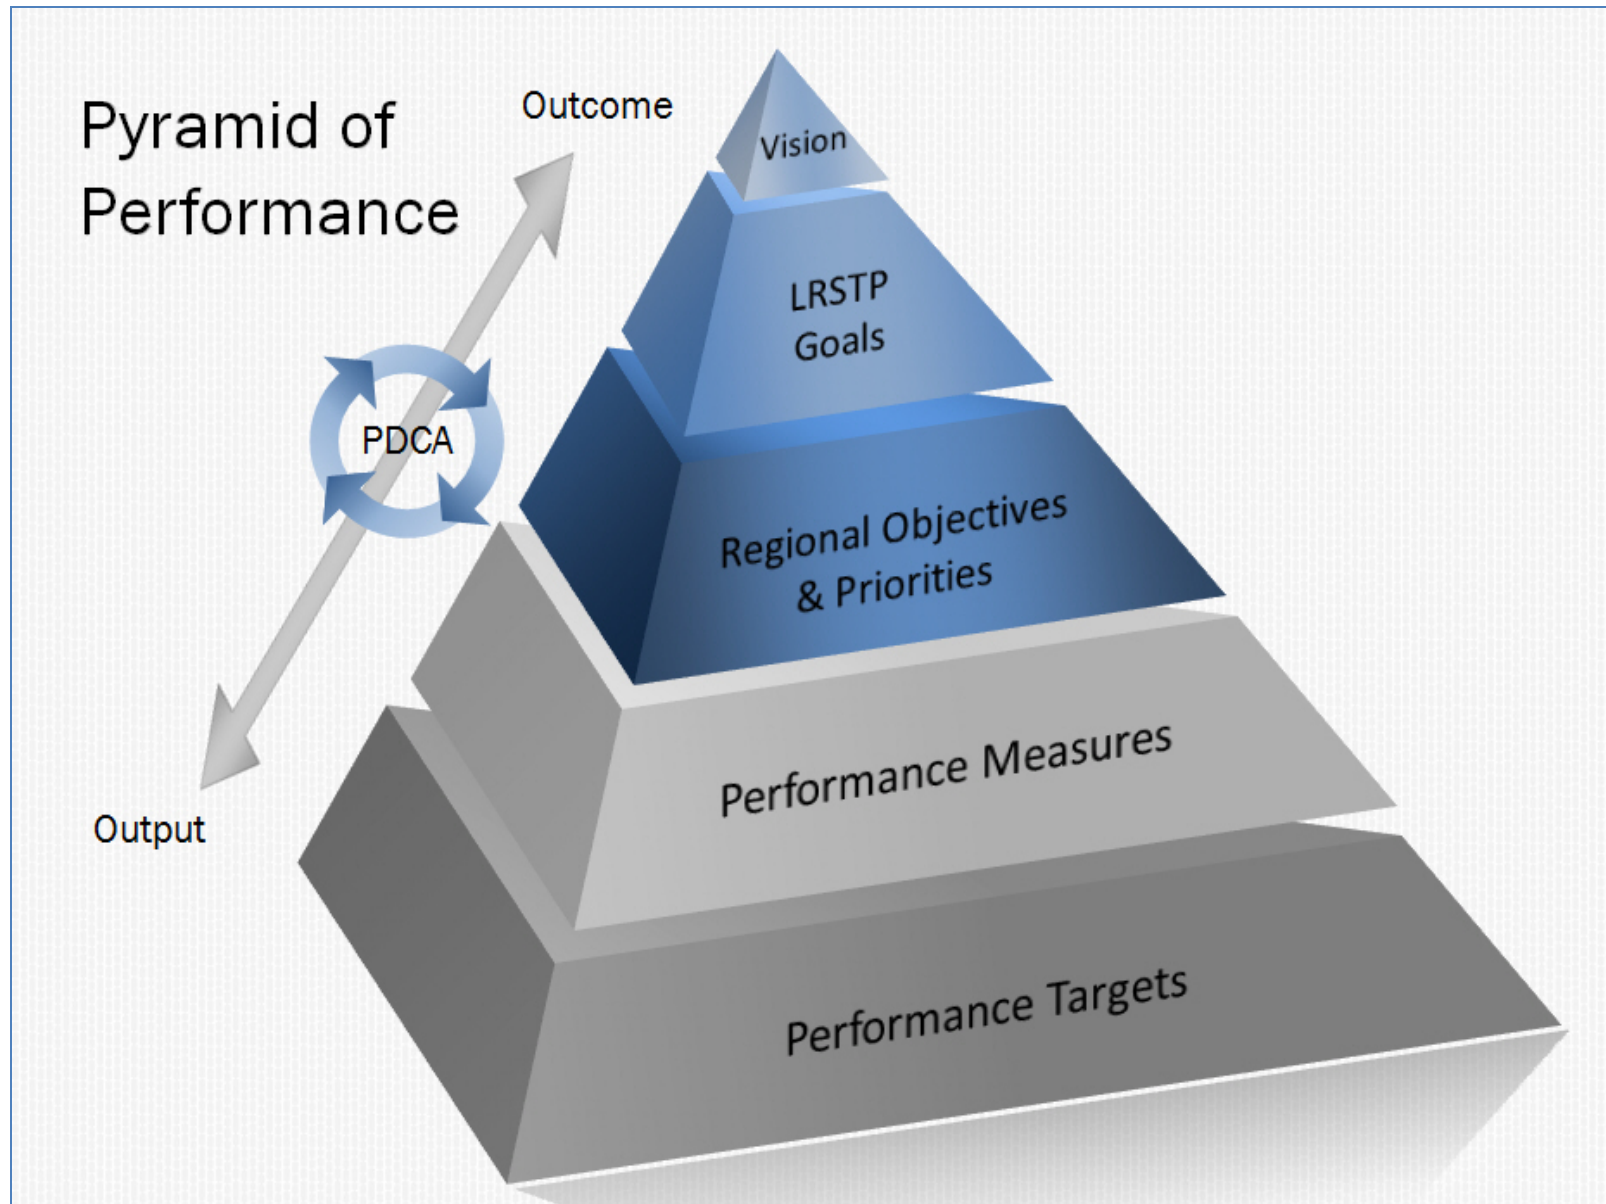 Pyramid of
Performance
Outcome
Vision
LRSTP
Goals
PDCA
Regional Objectives
& Priorities
Performance Measures
Output
Performance Targets